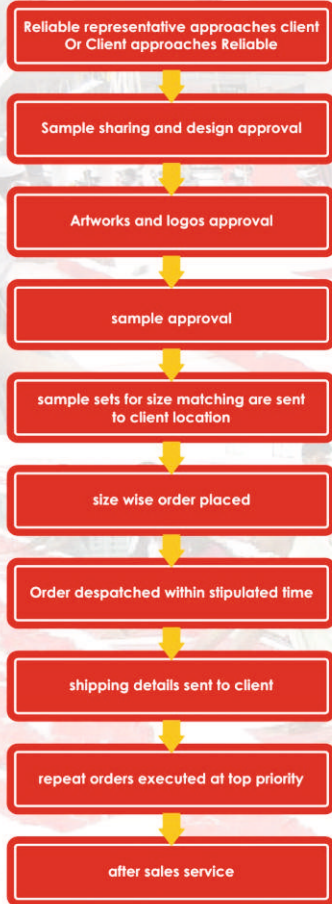 Reliable representative approaches client
Or Client approaches Reliable
Sample sharing and design approval
Artworks and logos approval
sample approval
sample sets for size matching are sent
to client location
size wise order placed
Order despatched within stipulated time
shipping details sent to client
repeat orders executed at top priority
after sales service